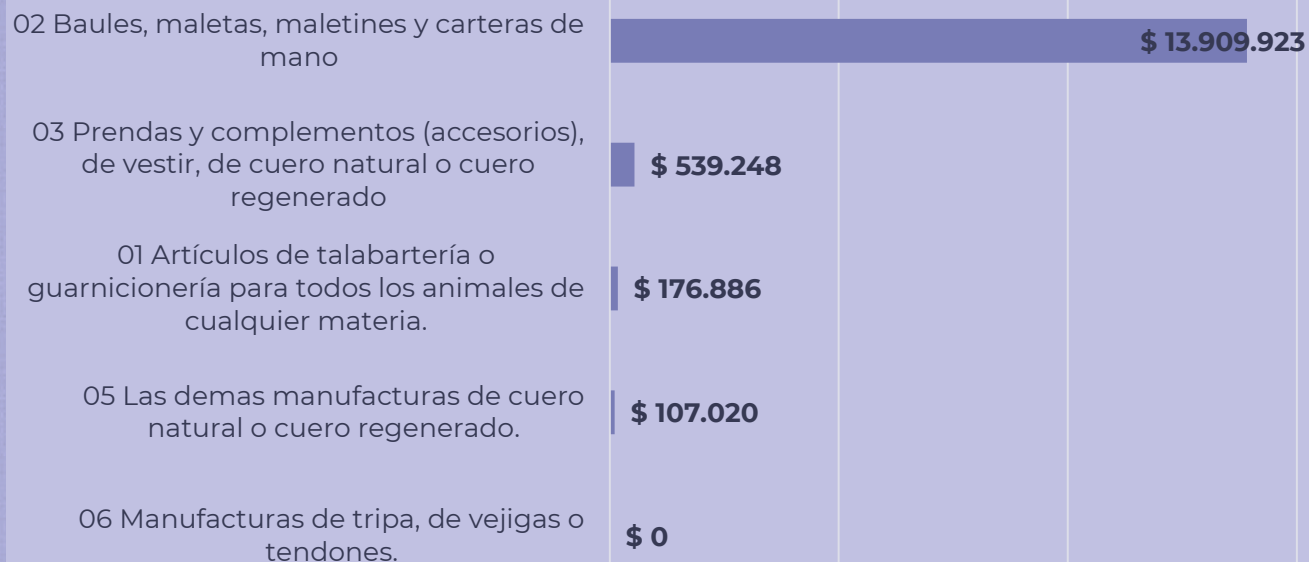 02 Baules, maletas, maletines y carteras de
mano
$ 13.909.923
03 Prendas y complementos (accesorios),
de vestir, de cuero natural o cuero
regenerado
$ 539.248
01 Artículos de talabartería o
guarnicionería para todos los animales de
cualquier materia.
$ 176.886
05 Las demas manufacturas de cuero
natural o cuero regenerado.
$ 107.020
06 Manufacturas de tripa, de vejigas o
tendones.
$ 0